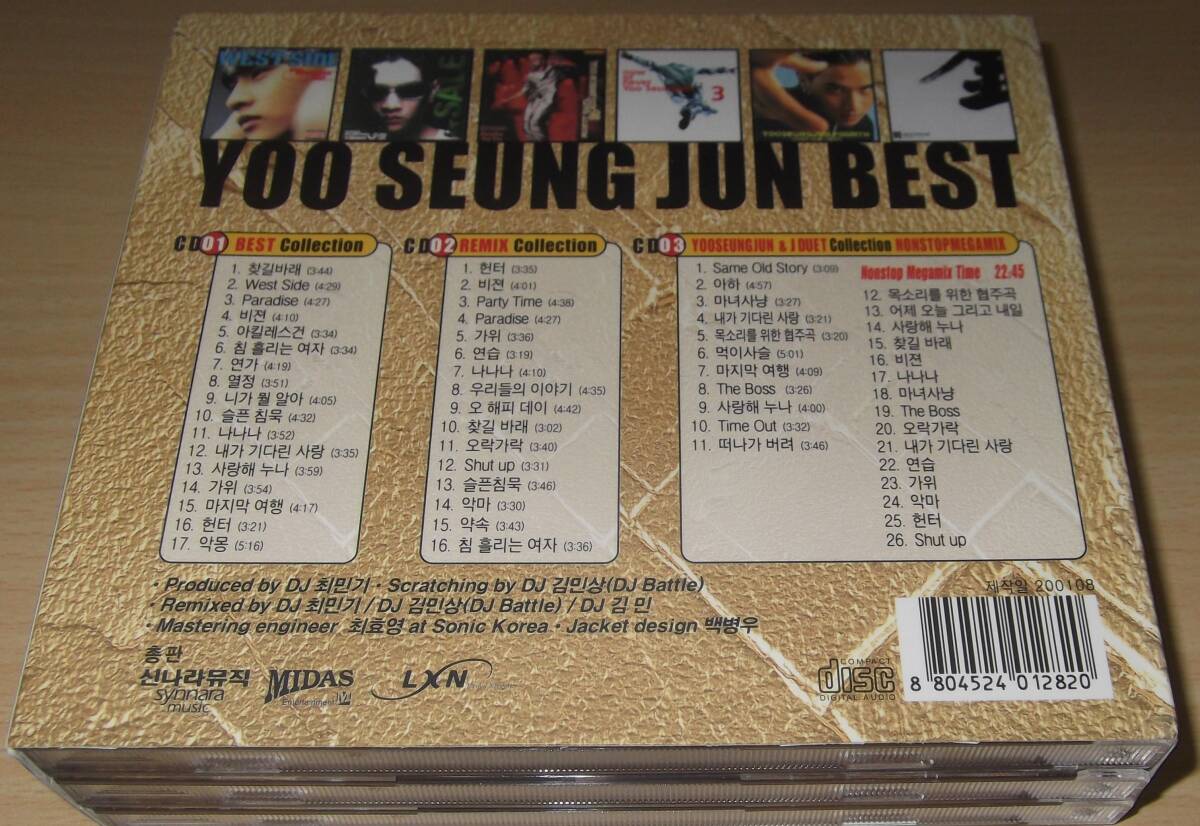 WEST SIDE
SALE
YOO SEUNG
3
YOOSEUNGJUN
YOO SEUNG JUN BEST
CD01 BEST Collection
1. 찾길바래 (3:44)
2. West Side (4:29)
3. Paradise (4:27)
4. 비젼 (4:10)
5. 아킬레스건 (3:34)
6. 침 흘리는 여자 (3:34)
7. 연가 (4:19)
8. 열정 (3:51)
9. 니가 뭘 알아 (4:05)
10. 슬픈 침묵 (4:32)
11. 나나나 (3:52)
12. 내가 기다린 사랑 (3:35)
13. 사랑해 누나 (3:59)
14. 가위 (3:54)
15. 마지막 여행 (4:17)
16. 헌터 (3:21)
17. 악몽 (5:16)
CD02 REMIX Collection
1. 헌터 (3:35)
2. 비젼 (4:01)
3. Party Time (4:38)
4. Paradise (4:27)
5. 가위 (3:36)
6. 연습 (3:19)
7. 나나나 (4:10)
8. 우리들의 이야기 (4:35)
9. 오 해피 데이 (4:42)
10. 찾길 바래 (3:02)
11. 오락가락 (3:40)
12. Shut up (3:31)
13. 슬픈침묵 (3:46)
14. 악마 (3:30)
15. 약속 (3:43)
16. 침 흘리는 여자 (3:36)
CD03 YOOSEUNGJUN & J DUET Collection NONSTOPMEGAMIX
1. Same Old Story (3:09)
2. 아하 (4:57)
3. 마녀사냥 (3:27)
4. 내가 기다린 사랑 (3:21)
5. 목소리를 위한 협주곡 (3:20)
6. 먹이사슬 (5:01)
7. 마지막 여행 (4:09)
8. The Boss (3:26)
9. 사랑해 누나 (4:00)
10. Time Out (3:32)
11. 떠나가 버려 (3:46)
Nonstop Megamix Time 22:45
12. 목소리를 위한 협주곡
13. 어제 오늘 그리고 내일
14. 사랑해 누나
15. 찾길 바래
16. 비젼
17. 나나나
18. 마녀사냥
19. The Boss
20. 오락가락
21. 내가 기다린 사랑
22. 연습
23. 가위
24. 악마
25. 헌터
26. Shut up
· Produced by DJ 최민기 · Scratching by DJ 김민상(DJ Battle)
· Remixed by DJ 최민기 / DJ 김민상(DJ Battle) / DJ 김 민
· Mastering engineer 최효영 at Sonic Korea · Jacket design 백병우
제작일 200108
총판
신나라뮤직
synnara music
MIDAS
Entertainment
LXN
COMPACT
disc
DIGITAL AUDIO
8 804524 012820